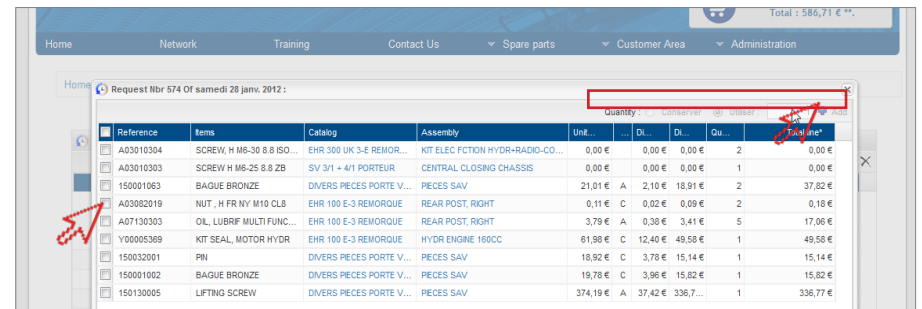 Total : 586,71 € **.
Home Network Training Contact Us Spare parts Customer Area Administration
Home
Request Nbr 574 Of samedi 28 janv. 2012 :
Quantity : Conserver Utiliser : Add
Reference Items Catalog Assembly Unit... ... Di... Di... Qu... Total line*
A03010304 SCREW, H M6-30 8.8 ISO... EHR 300 UK 3-E REMOR... KIT ELEC FCTION HYDR+RADIO-CO... 0,00 € 0,00 € 0,00 € 2 0,00 €
A03010303 SCREW H M6-25 8.8 ZB SV 3/1 + 4/1 PORTEUR CENTRAL CLOSING CHASSIS 0,00 € 0,00 € 0,00 € 1 0,00 €
150001063 BAGUE BRONZE DIVERS PIECES PORTE V... PIECES SAV 21,01 € A 2,10 € 18,91 € 2 37,82 €
A03082019 NUT , H FR NY M10 CL8 EHR 100 E-3 REMORQUE REAR POST, RIGHT 0,11 € C 0,02 € 0,09 € 2 0,18 €
A07130303 OIL, LUBRIF MULTI FUNC... EHR 100 E-3 REMORQUE REAR POST, RIGHT 3,79 € A 0,38 € 3,41 € 5 17,06 €
Y00005369 KIT SEAL, MOTOR HYDR EHR 100 E-3 REMORQUE HYDR ENGINE 160CC 61,98 € C 12,40 € 49,58 € 1 49,58 €
150032001 PIN DIVERS PIECES PORTE V... PIECES SAV 18,92 € C 3,78 € 15,14 € 1 15,14 €
150001002 BAGUE BRONZE DIVERS PIECES PORTE V... PIECES SAV 19,78 € C 3,96 € 15,82 € 1 15,82 €
150130005 LIFTING SCREW DIVERS PIECES PORTE V... PIECES SAV 374,19 € A 37,42 € 336,7... 1 336,77 €